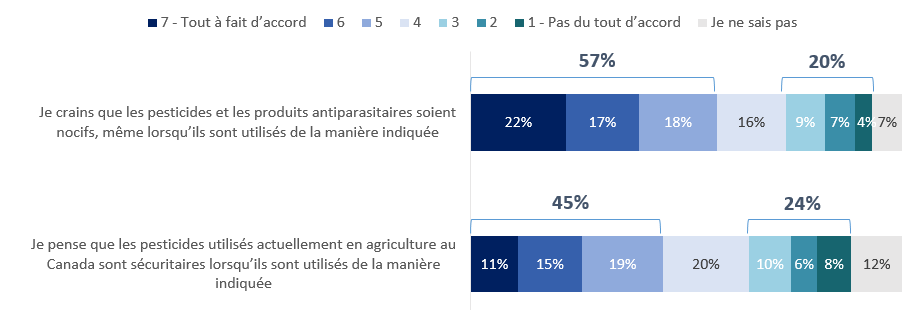 7 - Tout à fait d’accord 6 5 4 3 2 1 - Pas du tout d’accord Je ne sais pas
57% 20%
Je crains que les pesticides et les produits antiparasitaires soient
nocifs, même lorsqu’ils sont utilisés de la manière indiquée
22% 17% 18% 16% 9% 7% 4% 7%
45% 24%
Je pense que les pesticides utilisés actuellement en agriculture au
Canada sont sécuritaires lorsqu’ils sont utilisés de la manière
indiquée
11% 15% 19% 20% 10% 6% 8% 12%